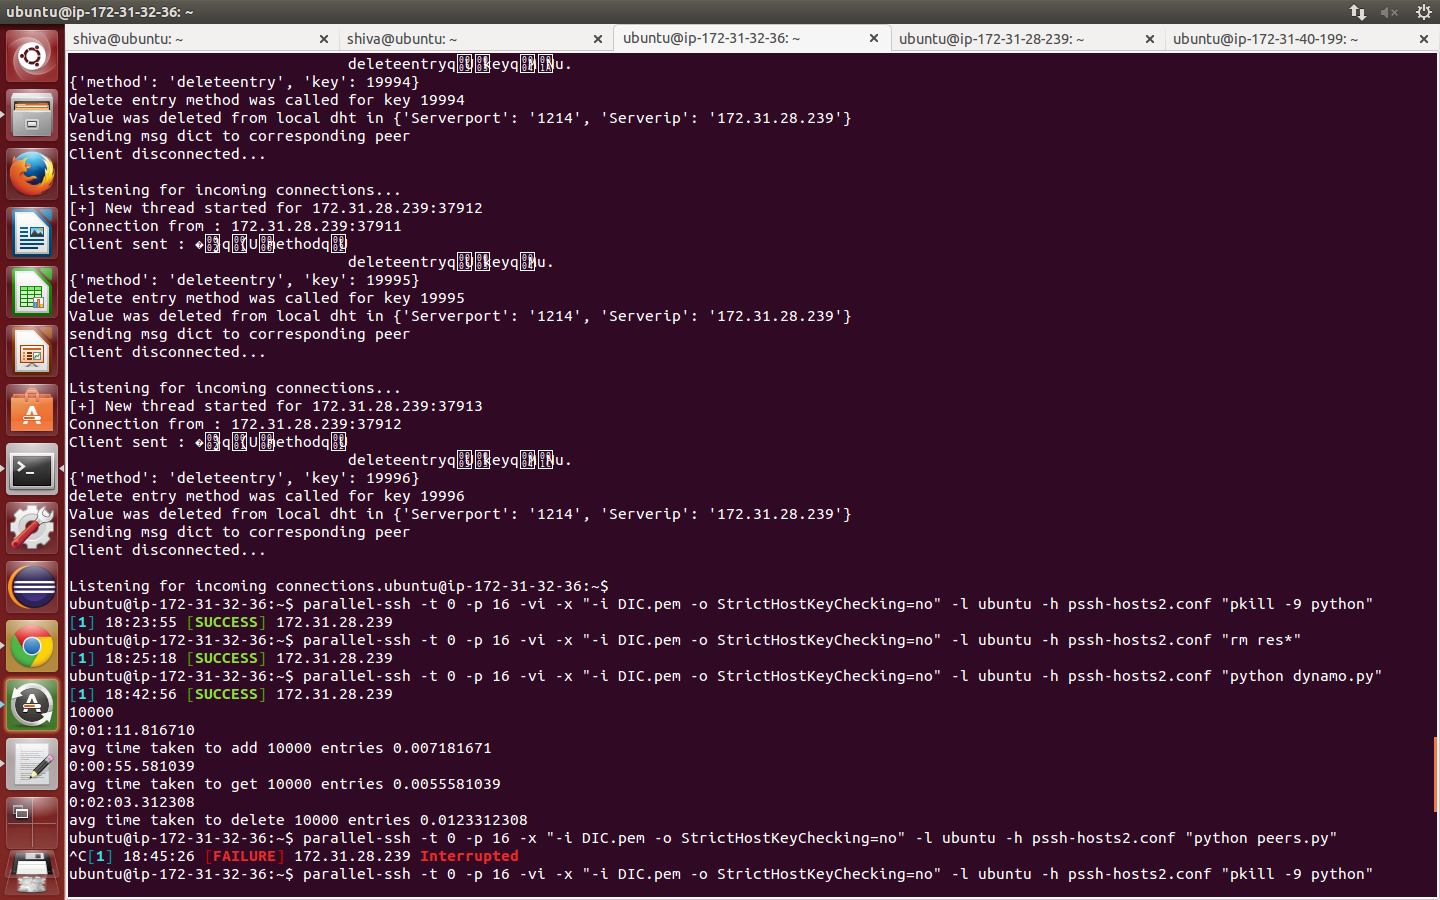 ubuntu@ip-172-31-32-36: ~
shiva@ubuntu: ~
shiva@ubuntu: ~
ubuntu@ip-172-31-32-36: ~
ubuntu@ip-172-31-28-239: ~
ubuntu@ip-172-31-40-199: ~
deleteentryq U keyq M Nu.
{'method': 'deleteentry', 'key': 19994}
delete entry method was called for key 19994
Value was deleted from local dht in {'Serverport': '1214', 'Serverip': '172.31.28.239'}
sending msg dict to corresponding peer
Client disconnected...
Listening for incoming connections...
[+] New thread started for 172.31.28.239:37912
Connection from : 172.31.28.239:37911
Client sent : �}q (U methodq U
deleteentryq U keyq Mu.
{'method': 'deleteentry', 'key': 19995}
delete entry method was called for key 19995
Value was deleted from local dht in {'Serverport': '1214', 'Serverip': '172.31.28.239'}
sending msg dict to corresponding peer
Client disconnected...
Listening for incoming connections...
[+] New thread started for 172.31.28.239:37913
Connection from : 172.31.28.239:37912
Client sent : �}q (U methodq U
deleteentryq U keyq M Nu.
{'method': 'deleteentry', 'key': 19996}
delete entry method was called for key 19996
Value was deleted from local dht in {'Serverport': '1214', 'Serverip': '172.31.28.239'}
sending msg dict to corresponding peer
Client disconnected...
Listening for incoming connections.ubuntu@ip-172-31-32-36:~$
ubuntu@ip-172-31-32-36:~$ parallel-ssh -t 0 -p 16 -vi -x "-i DIC.pem -o StrictHostKeyChecking=no" -l ubuntu -h pssh-hosts2.conf "pkill -9 python"
[1] 18:23:55 [SUCCESS] 172.31.28.239
ubuntu@ip-172-31-32-36:~$ parallel-ssh -t 0 -p 16 -vi -x "-i DIC.pem -o StrictHostKeyChecking=no" -l ubuntu -h pssh-hosts2.conf "rm res*"
[1] 18:25:18 [SUCCESS] 172.31.28.239
ubuntu@ip-172-31-32-36:~$ parallel-ssh -t 0 -p 16 -vi -x "-i DIC.pem -o StrictHostKeyChecking=no" -l ubuntu -h pssh-hosts2.conf "python dynamo.py"
[1] 18:42:56 [SUCCESS] 172.31.28.239
10000
0:01:11.816710
avg time taken to add 10000 entries 0.007181671
0:00:55.581039
avg time taken to get 10000 entries 0.0055581039
0:02:03.312308
avg time taken to delete 10000 entries 0.0123312308
ubuntu@ip-172-31-32-36:~$ parallel-ssh -t 0 -p 16 -x "-i DIC.pem -o StrictHostKeyChecking=no" -l ubuntu -h pssh-hosts2.conf "python peers.py"
^C[1] 18:45:26 [FAILURE] 172.31.28.239 Interrupted
ubuntu@ip-172-31-32-36:~$ parallel-ssh -t 0 -p 16 -vi -x "-i DIC.pem -o StrictHostKeyChecking=no" -l ubuntu -h pssh-hosts2.conf "pkill -9 python"